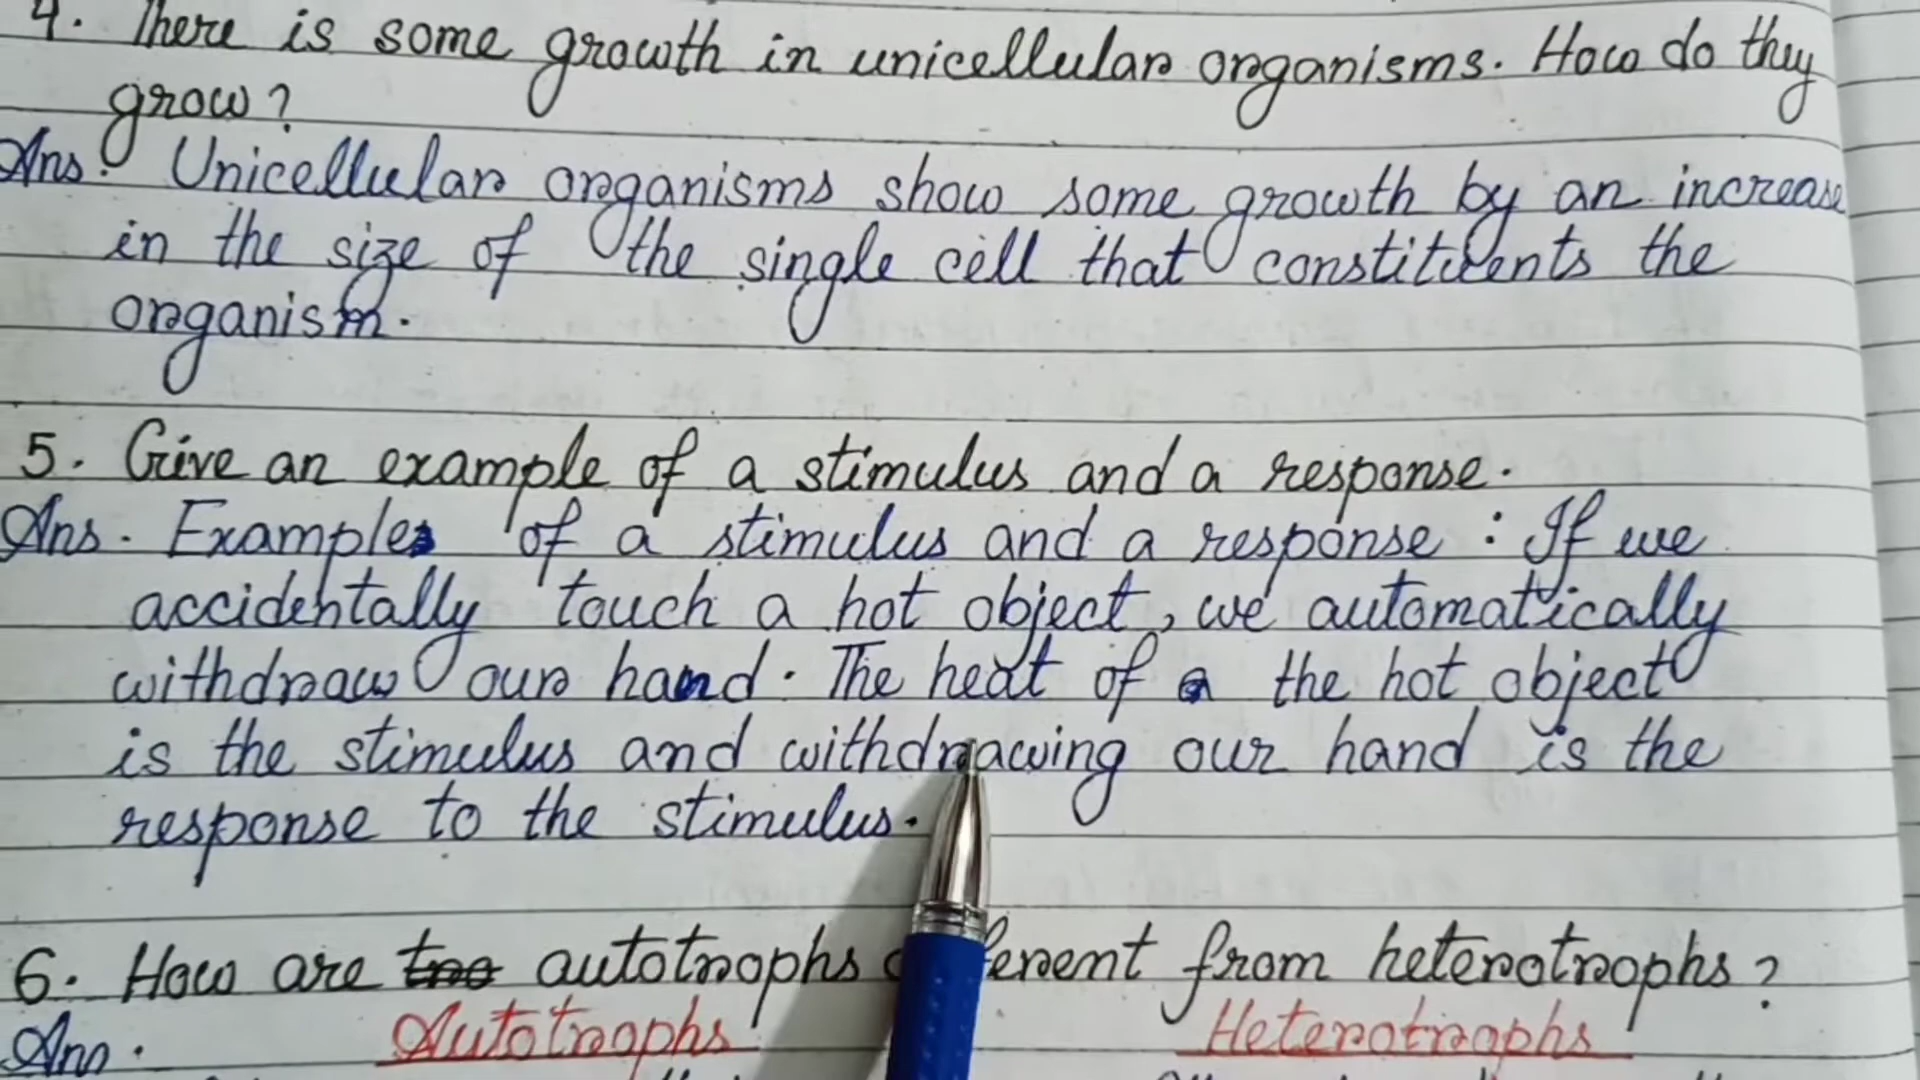 4. There is some growth in unicellular organisms. How do they
grow?
Ans. Unicellular organisms show some growth by an increase
in the size of the single cell that constituents the
organism.
5. Give an example of a stimulus and a response.
Ans. Examples of a stimulus and a response : If we
accidentally touch a hot object, we automatically
withdraw our hand. The heat of a the hot object
is the stimulus and withdrawing our hand is the
response to the stimulus.
6. How are autotrophs from heterotrophs?
Ans. Autotrophs Heterotrophs